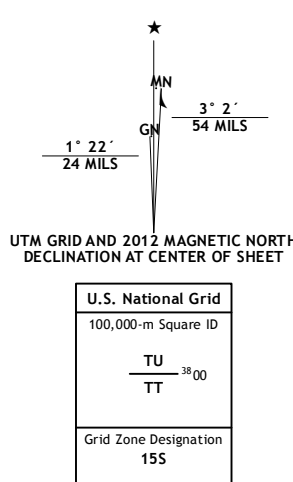 ★
MN
3° 2´
54 MILS
GN
1° 22´
24 MILS
UTM GRID AND 2012 MAGNETIC NORTH
DECLINATION AT CENTER OF SHEET
U.S. National Grid
100,000-m Square ID
TU
3800
TT
Grid Zone Designation
15S